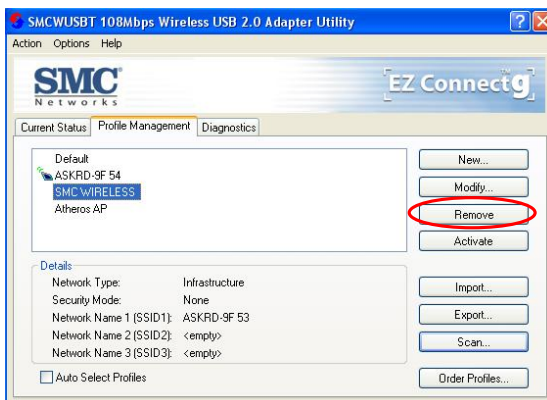 SMCWUSBT 108Mbps Wireless USB 2.0 Adapter Utility
Action Options Help
SMC®
Networks
EZ Connect™ g
Current Status Profile Management Diagnostics
Default
ASKRD-9F 54
SMC WIRELESS
Atheros AP
New...
Modify...
Remove
Activate
Import...
Export...
Scan...
Order Profiles...
Details
Network Type: Infrastructure
Security Mode: None
Network Name 1 (SSID1): ASKRD-9F 53
Network Name 2 (SSID2): <empty>
Network Name 3 (SSID3): <empty>
Auto Select Profiles